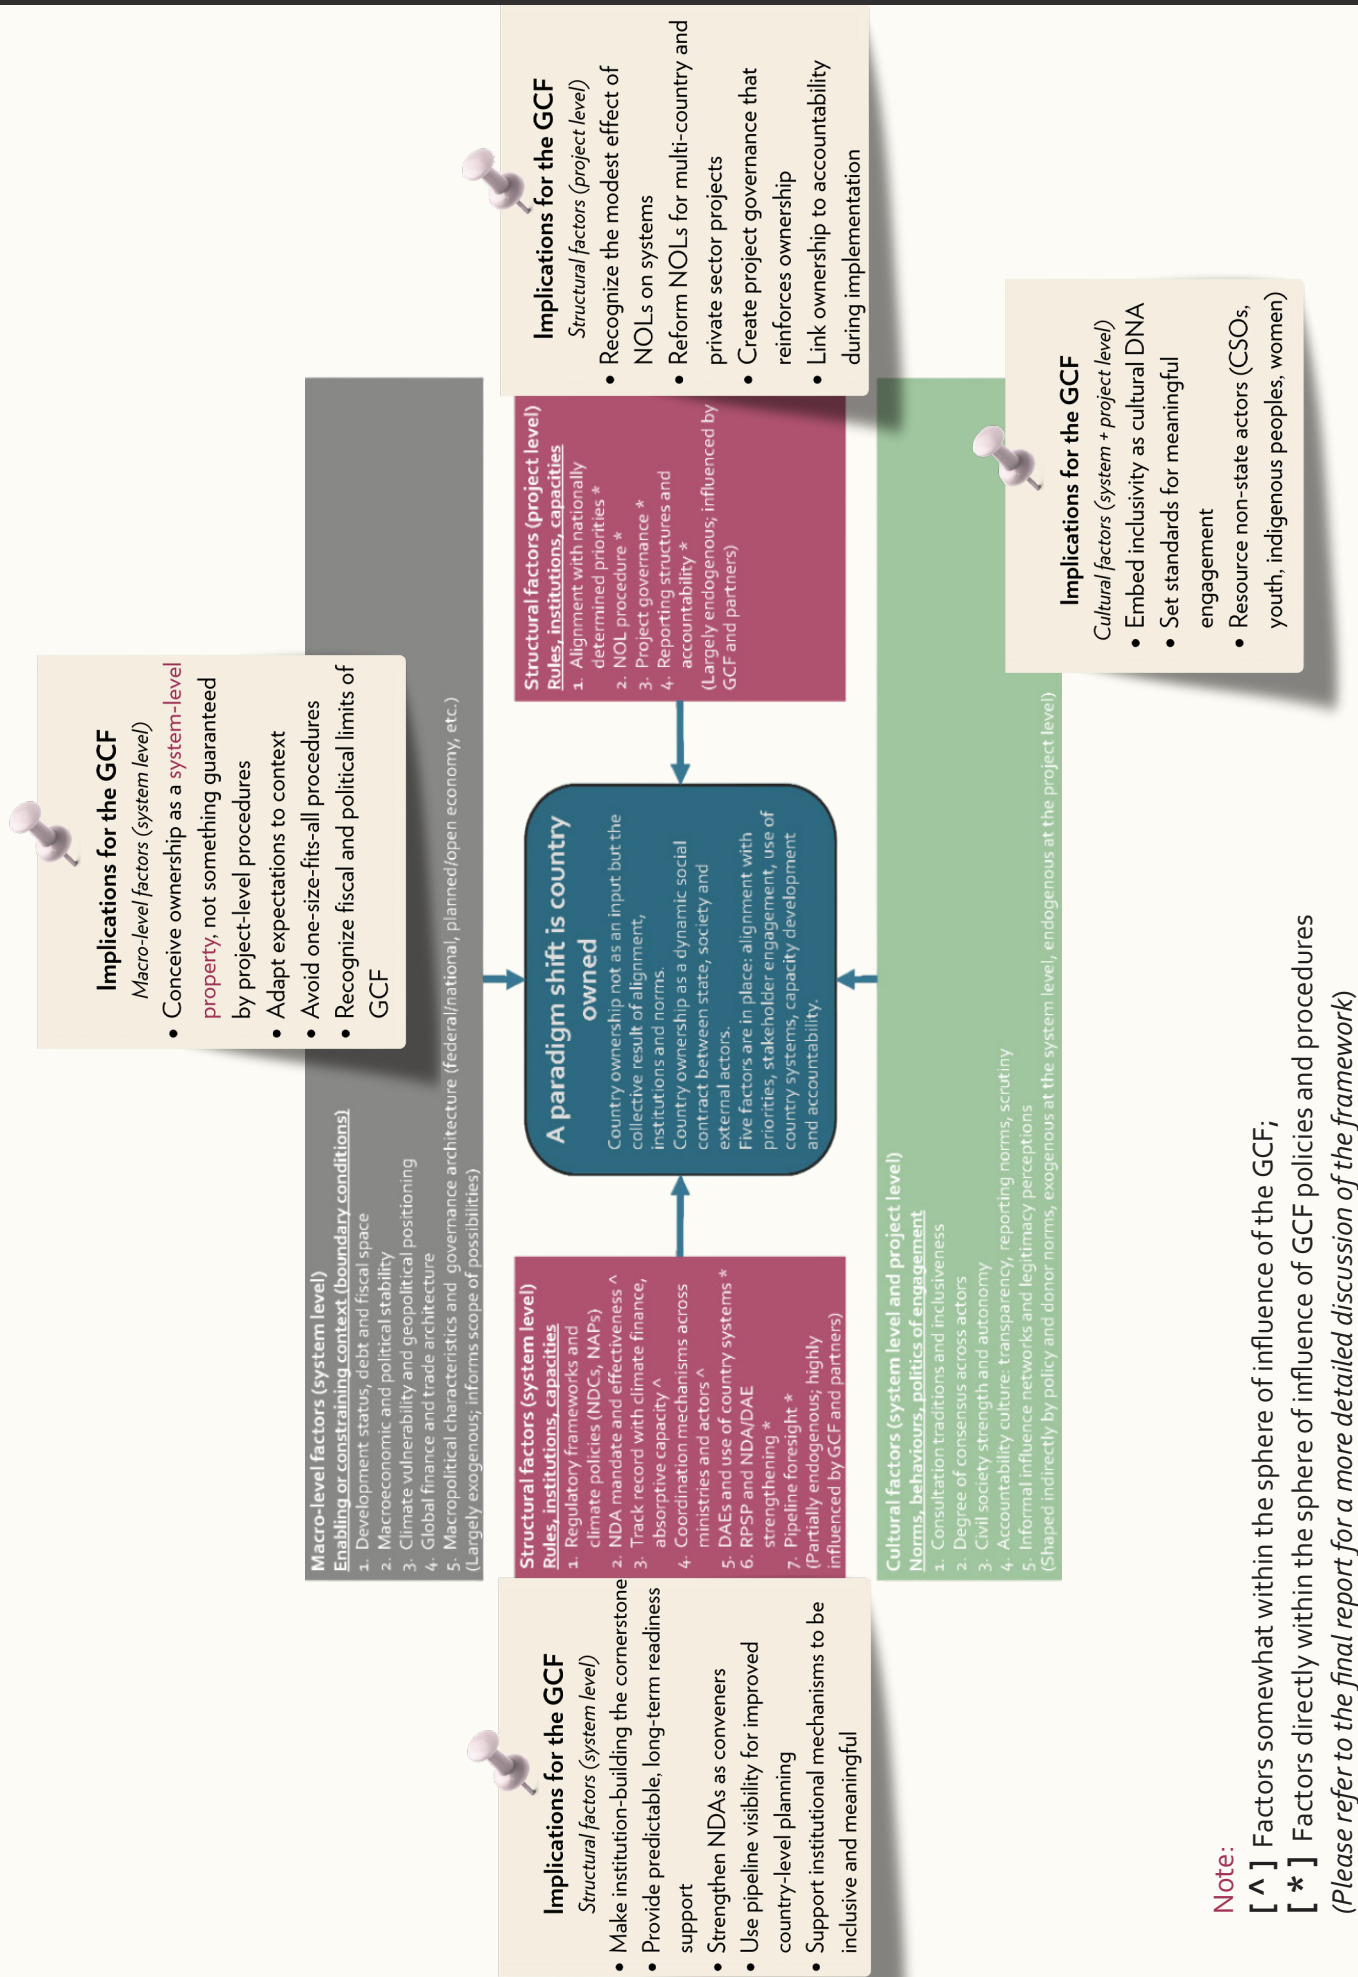 Implications for the GCF
Macro-level factors (system level)
• Conceive ownership as a system-level
property, not something guaranteed
by project-level procedures
• Adapt expectations to context
• Avoid one-size-fits-all procedures
• Recognize fiscal and political limits of
GCF
Macro-level factors (system level)
Enabling or constraining context (boundary conditions)
1. Development status, debt and fiscal space
2. Macroeconomic and political stability
3. Climate vulnerability and geopolitical positioning
4. Global finance and trade architecture
5. Macropolitical characteristics and governance architecture (federal/national, planned/open economy, etc.)
(Largely exogenous; informs scope of possibilities)
Implications for the GCF
Structural factors (system level)
• Make institution-building the cornerstone
• Provide predictable, long-term readiness
support
• Strengthen NDAs as conveners
• Use pipeline visibility for improved
country-level planning
• Support institutional mechanisms to be
inclusive and meaningful
Structural factors (system level)
Rules, institutions, capacities
1. Regulatory frameworks and
climate policies (NDCs, NAPs)
2. NDA mandate and effectiveness ^
3. Track record with climate finance,
absorptive capacity ^
4. Coordination mechanisms across
ministries and actors ^
5. DAEs and use of country systems *
6. RPSP and NDA/DAE
strengthening *
7. Pipeline foresight *
(Partially endogenous; highly
influenced by GCF and partners)
A paradigm shift is country
owned
Country ownership not as an input but the
collective result of alignment,
institutions and norms.
Country ownership as a dynamic social
contract between state, society and
external actors.
Five factors are in place: alignment with
priorities, stakeholder engagement, use of
country systems, capacity development
and accountability.
Structural factors (project level)
Rules, institutions, capacities
1. Alignment with nationally
determined priorities *
2. NOL procedure *
3. Project governance *
4. Reporting structures and
accountability *
(Largely endogenous; influenced by
GCF and partners)
Implications for the GCF
Structural factors (project level)
• Recognize the modest effect of
NOLs on systems
• Reform NOLs for multi-country and
private sector projects
• Create project governance that
reinforces ownership
• Link ownership to accountability
during implementation
Cultural factors (system level and project level)
Norms, behaviours, politics of engagement
1. Consultation traditions and inclusiveness
2. Degree of consensus across actors
3. Civil society strength and autonomy
4. Accountability culture: transparency, reporting norms, scrutiny
5. Informal influence networks and legitimacy perceptions
(Shaped indirectly by policy and donor norms, exogenous at the system level, endogenous at the project level)
Implications for the GCF
Cultural factors (system + project level)
• Embed inclusivity as cultural DNA
• Set standards for meaningful
engagement
• Resource non-state actors (CSOs,
youth, indigenous peoples, women)
Note:
[ ^ ] Factors somewhat within the sphere of influence of the GCF;
[ * ] Factors directly within the sphere of influence of GCF policies and procedures
(Please refer to the final report for a more detailed discussion of the framework)